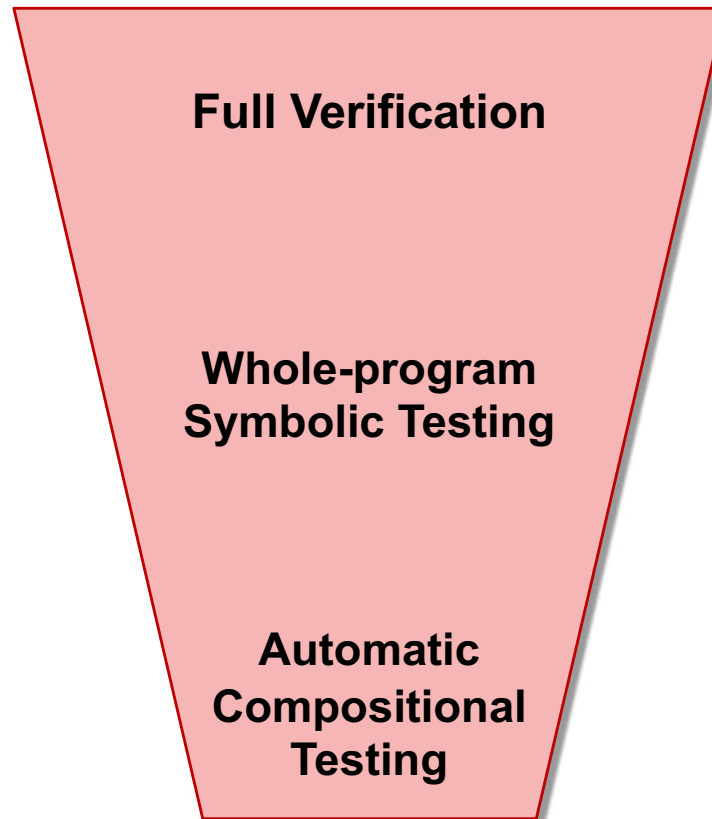 Full Verification
Whole-program
Symbolic Testing
Automatic
Compositional
Testing